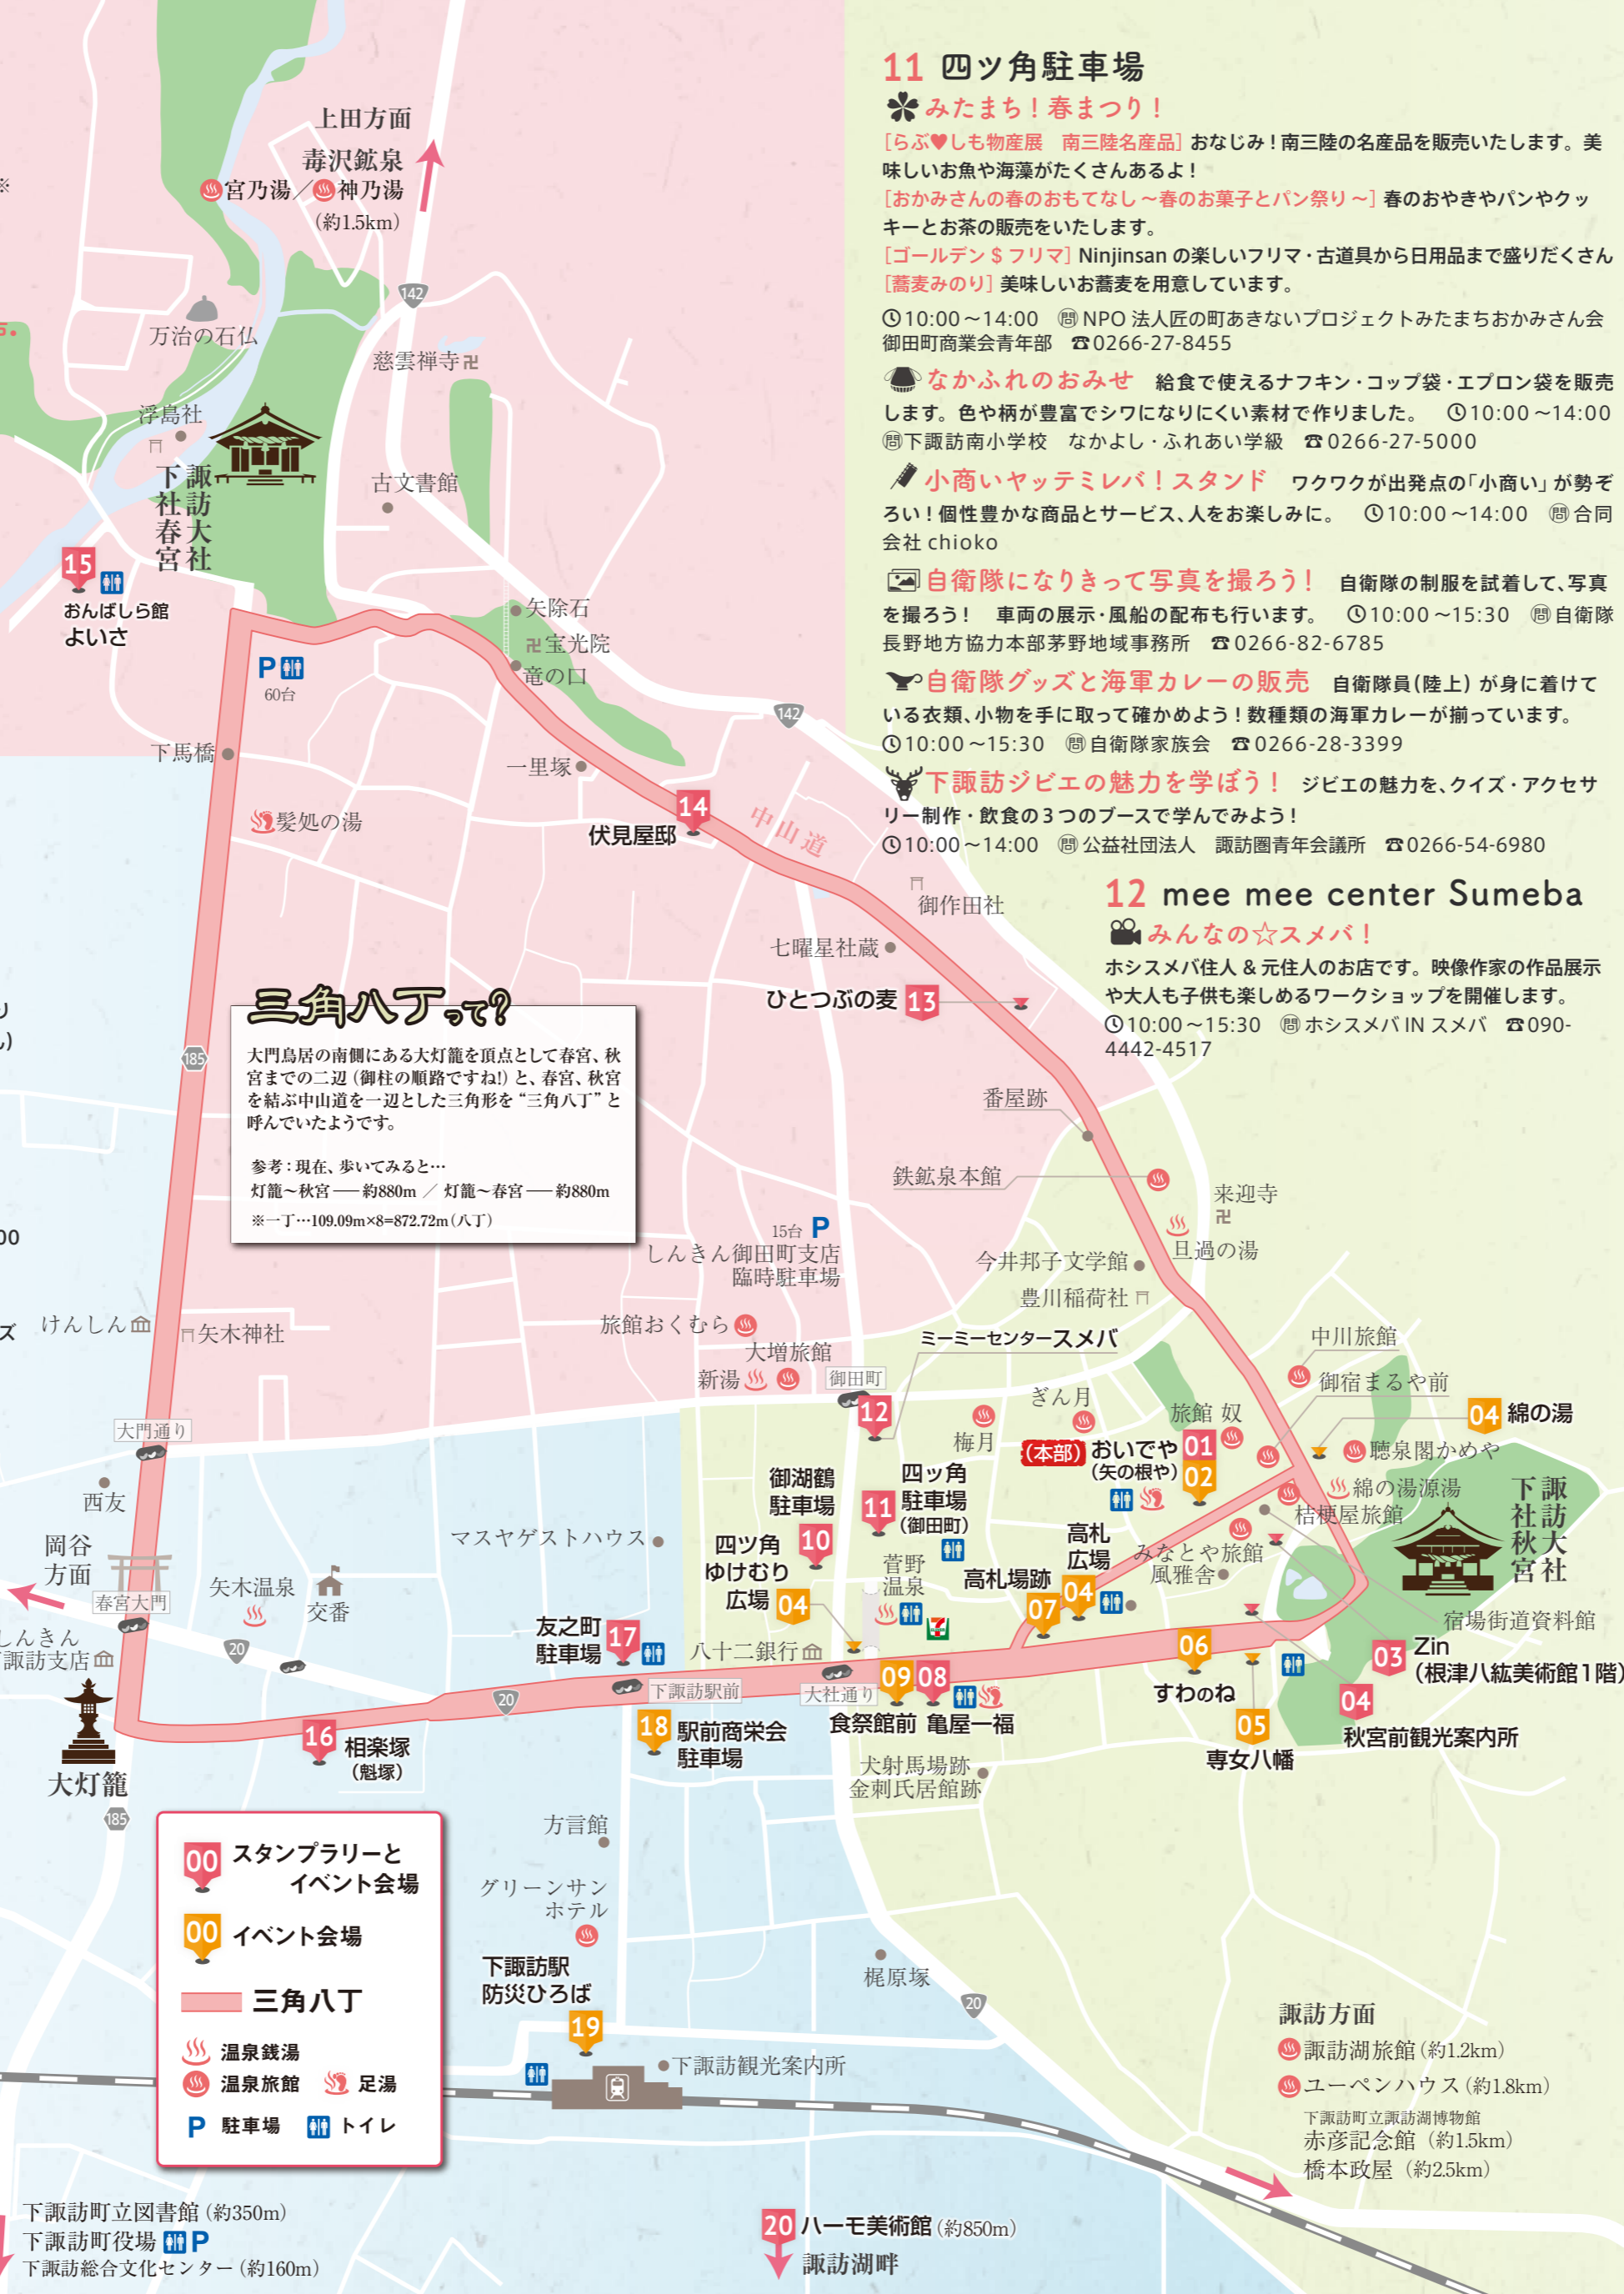 11 四ツ角駐車場
みたまち！春まつり！
［らぶ♥しも物産展　南三陸名産品］おなじみ！南三陸の名産品を販売いたします。美
味しいお魚や海藻がたくさんあるよ！
［おかみさんの春のおもてなし～春のお菓子とパン祭り～］春のおやきやパンやクッ
キーとお茶の販売をいたします。
［ゴールデン＄フリマ］Ninjinsan の楽しいフリマ・古道具から日用品まで盛りだくさん
［蕎麦みのり］美味しいお蕎麦を用意しています。
10:00～14:00　㉄NPO 法人匠の町あきないプロジェクトみたまちおかみさん会
御田町商業会青年部　☎0266-27-8455
なかふれのおみせ　給食で使えるナフキン・コップ袋・エプロン袋を販売
します。色や柄が豊富でシワになりにくい素材で作りました。　10:00～14:00
㉄下諏訪南小学校　なかよし・ふれあい学級　☎0266-27-5000
小商いヤッテミレバ！スタンド　ワクワクが出発点の「小商い」が勢ぞ
ろい！個性豊かな商品とサービス、人をお楽しみに。　10:00～14:00　㉄合同
会社 chioko
自衛隊になりきって写真を撮ろう！　自衛隊の制服を試着して、写真
を撮ろう！　車両の展示・風船の配布も行います。　10:00～15:30　㉄自衛隊
長野地方協力本部茅野地域事務所　☎0266-82-6785
自衛隊グッズと海軍カレーの販売　自衛隊員(陸上) が身に着けて
いる衣類、小物を手に取って確かめよう！数種類の海軍カレーが揃っています。
10:00～15:30　㉄自衛隊家族会　☎0266-28-3399
下諏訪ジビエの魅力を学ぼう！　ジビエの魅力を、クイズ・アクセサ
リー制作・飲食の３つのブースで学んでみよう！
10:00～14:00　㉄公益社団法人　諏訪圏青年会議所　☎0266-54-6980
12 mee mee center Sumeba
みんなの☆スメバ！
ホシスメバ住人 & 元住人のお店です。映像作家の作品展示
や大人も子供も楽しめるワークショップを開催します。
10:00～15:30　㉄ホシスメバ IN スメバ　☎090-
4442-4517
上田方面
毒沢鉱泉
宮乃湯／神乃湯
(約1.5km)
※
142
万治の石仏
慈雲禅寺卍
浮島社
諏訪大社
下社春宮
古文書館
15
おんばしら館
よいさ
P
60台
矢除石
卍宝光院
竜の口
142
下馬橋
一里塚
髪処の湯
14
伏見屋邸
中山道
御作田社
七曜星社蔵
ひとつぶの麦 13
三角八丁って？
大門鳥居の南側にある大灯籠を頂点として春宮、秋
宮までの二辺（御柱の順路ですね!）と、春宮、秋宮
を結ぶ中山道を一辺とした三角形を “三角八丁” と
呼んでいたようです。
参考：現在、歩いてみると…
灯籠～秋宮── 約880m ／ 灯籠～春宮── 約880m
※一丁…109.09m×8=872.72m（八丁）
185
番屋跡
鉄鉱泉本館
来迎寺
卍
旦過の湯
15台 P
しんきん御田町支店
臨時駐車場
今井邦子文学館
豊川稲荷社
00
ズ
けんしん
矢木神社
旅館おくむら
大増旅館
新湯
御田町
ミーミーセンタースメバ
12
中川旅館
御宿まるや前
04 綿の湯
聴泉閣かめや
綿の湯源湯
桔梗屋旅館
ぎん月
梅月
旅館 奴
(本部) おいでや 01
(矢の根や) 02
大門通り
西友
岡谷
方面
春宮大門
矢木温泉
交番
マスヤゲストハウス
御湖鶴
駐車場
10
四ツ角
ゆけむり
広場 04
11
四ッ角
駐車場
(御田町)
菅野
温泉
高札
広場
04
高札場跡
07
みなとや旅館
風雅舎
諏訪大社
下社秋宮
宿場街道資料館
03 Zin
(根津八紘美術館1階)
04
秋宮前観光案内所
06
すわのね
05
専女八幡
しんきん
諏訪支店
20
友之町
駐車場
17
八十二銀行
下諏訪駅前
大社通り
09
食祭館前
08
亀屋一福
20
18 駅前商栄会
駐車場
16 相楽塚
(魁塚)
大灯籠
185
犬射馬場跡
金刺氏居館跡
方言館
グリーンサン
ホテル
下諏訪駅
防災ひろば
19
下諏訪観光案内所
梶原塚
20
00 スタンプラリーと
イベント会場
00 イベント会場
三角八丁
温泉銭湯
温泉旅館　足湯
P 駐車場　トイレ
諏訪方面
諏訪湖旅館 (約1.2km)
ユーペンハウス (約1.8km)
下諏訪町立諏訪湖博物館
赤彦記念館 (約1.5km)
橋本政屋 (約2.5km)
下諏訪町立図書館 (約350m)
下諏訪町役場 P
下諏訪総合文化センター (約160m)
20 ハーモ美術館 (約850m)
諏訪湖畔